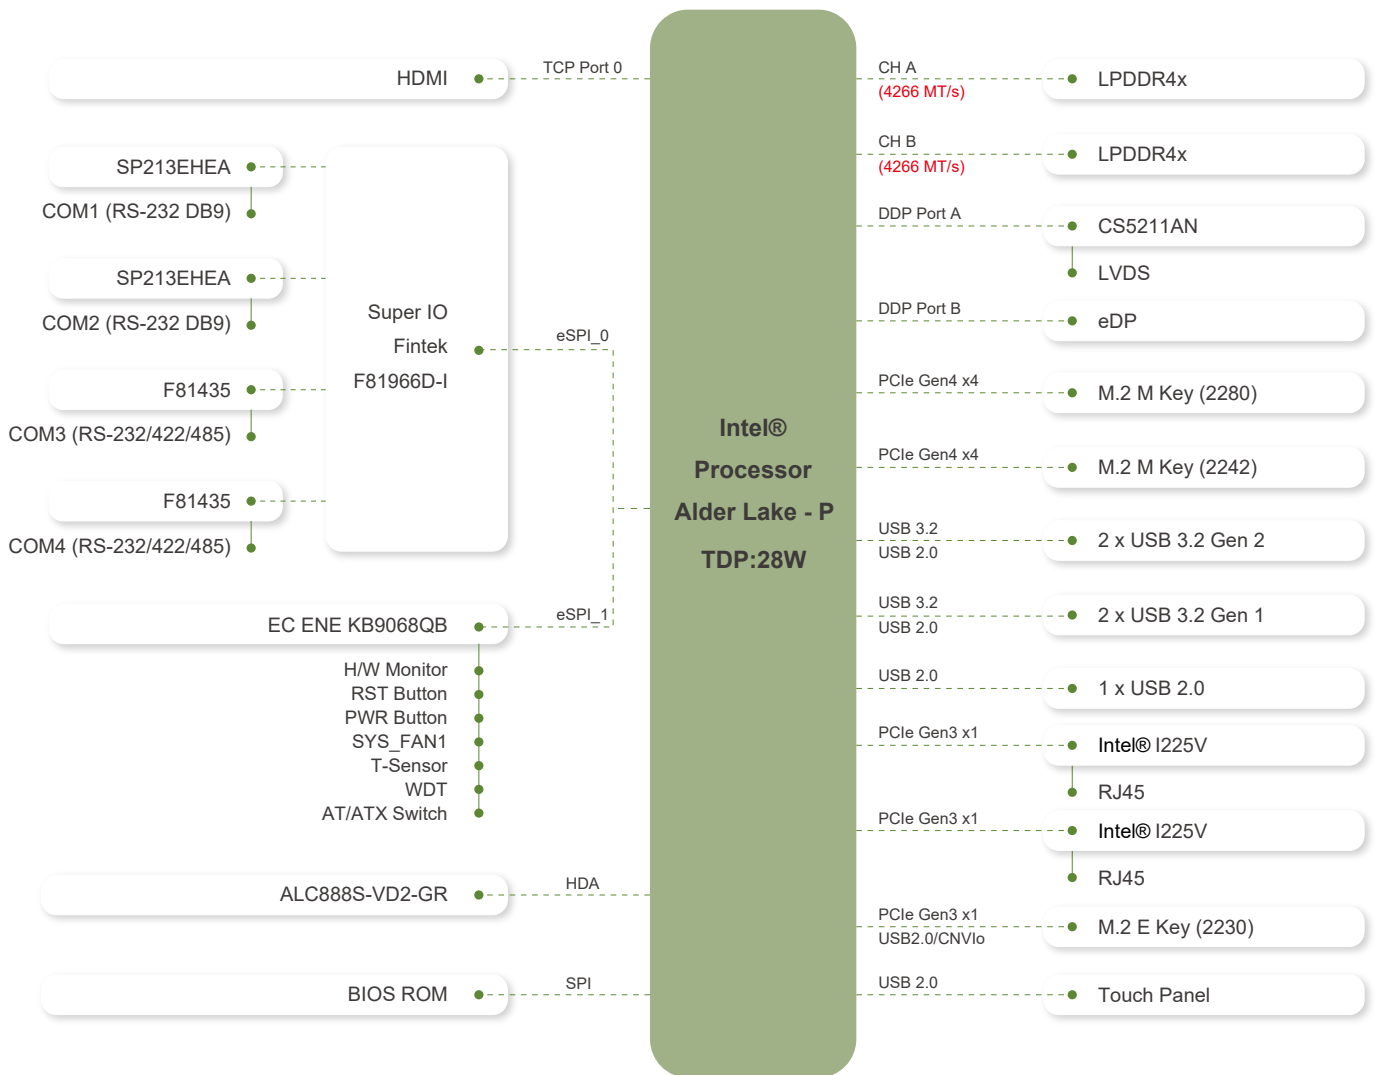 HDMI
TCP Port 0
SP213EHEA
COM1 (RS-232 DB9)
SP213EHEA
COM2 (RS-232 DB9)
F81435
COM3 (RS-232/422/485)
F81435
COM4 (RS-232/422/485)
Super IO
Fintek
F81966D-I
eSPI_0
EC ENE KB9068QB
eSPI_1
H/W Monitor
RST Button
PWR Button
SYS_FAN1
T-Sensor
WDT
AT/ATX Switch
ALC888S-VD2-GR
HDA
BIOS ROM
SPI
Intel®
Processor
Alder Lake - P
TDP:28W
CH A
(4266 MT/s)
LPDDR4x
CH B
(4266 MT/s)
LPDDR4x
DDP Port A
CS5211AN
LVDS
DDP Port B
eDP
PCIe Gen4 x4
M.2 M Key (2280)
PCIe Gen4 x4
M.2 M Key (2242)
USB 3.2
USB 2.0
2 x USB 3.2 Gen 2
USB 3.2
USB 2.0
2 x USB 3.2 Gen 1
USB 2.0
1 x USB 2.0
PCIe Gen3 x1
Intel® I225V
RJ45
PCIe Gen3 x1
Intel® I225V
RJ45
PCIe Gen3 x1
USB2.0/CNVIo
M.2 E Key (2230)
USB 2.0
Touch Panel